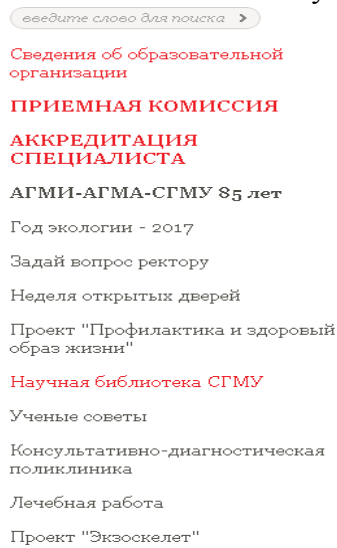 введите слово для поиска >
Сведения об образовательной
организации
ПРИЕМНАЯ КОМИССИЯ
АККРЕДИТАЦИЯ
СПЕЦИАЛИСТА
АГМИ-АГМА-СГМУ 85 лет
Год экологии - 2017
Задай вопрос ректору
Неделя открытых дверей
Проект "Профилактика и здоровый
образ жизни"
Научная библиотека СГМУ
Ученые советы
Консультативно-диагностическая
поликлиника
Лечебная работа
Проект "Экзоскелет"